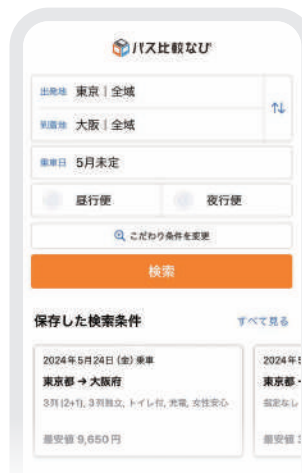 バス比較なび
出発地 東京｜全域
到着地 大阪｜全域
乗車日 5月未定
昼行便 夜行便
こだわり条件を変更
検索
保存した検索条件 すべて見る
2024年5月24日 (金) 乗車
東京都 → 大阪府
3列 (2+1), 3列独立, トイレ付, 充電, 女性安心
最安値 9,650円
2024年5
東京都
指定なし
最安値